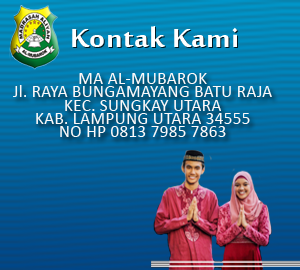 Kontak Kami
MA AL-MUBAROK
Jl. RAYA BUNGAMAYANG BATU RAJA
KEC. SUNGKAY UTARA
KAB. LAMPUNG UTARA 34555
NO HP 0813 7985 7863